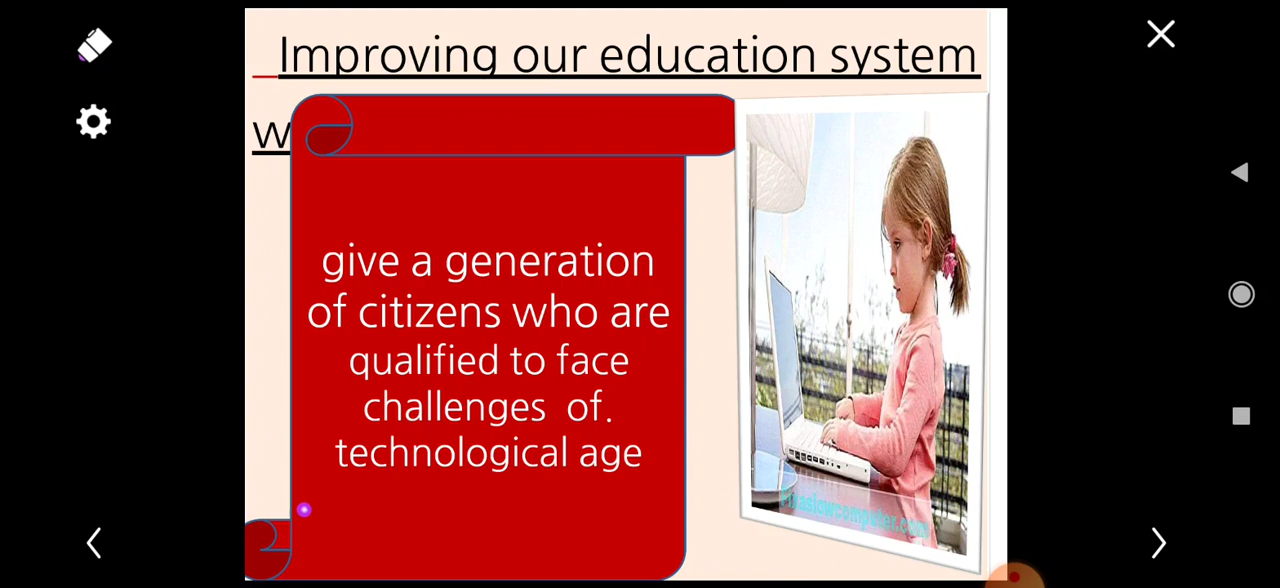 Improving our education system
w
give a generation
of citizens who are
qualified to face
challenges of.
technological age